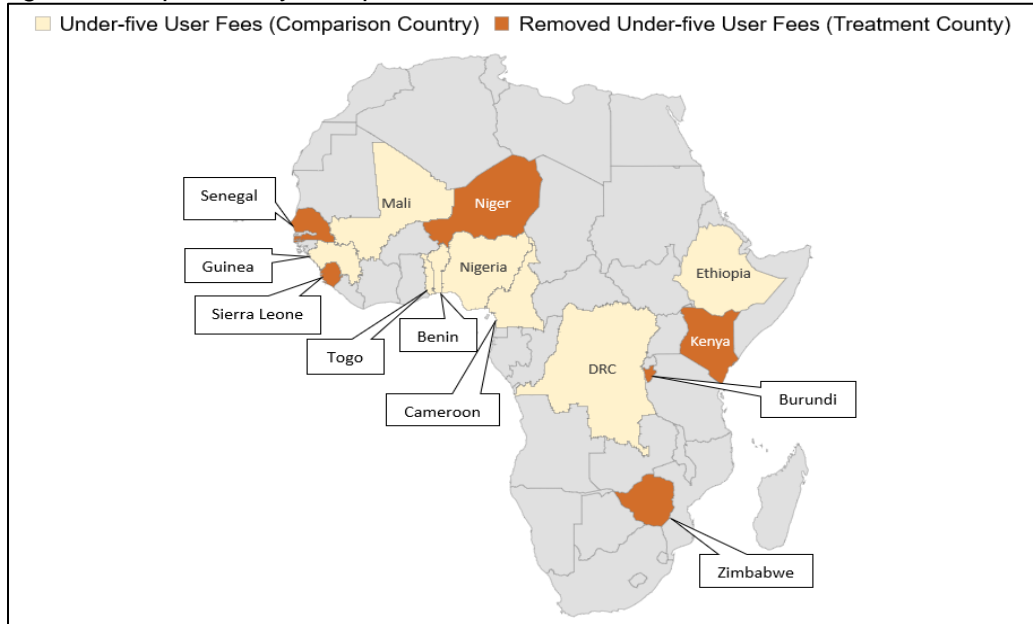 Under-five User Fees (Comparison Country) Removed Under-five User Fees (Treatment County)
Senegal
Mali
Niger
Guinea
Nigeria
Ethiopia
Sierra Leone
Benin
Kenya
Togo
DRC
Burundi
Cameroon
Zimbabwe